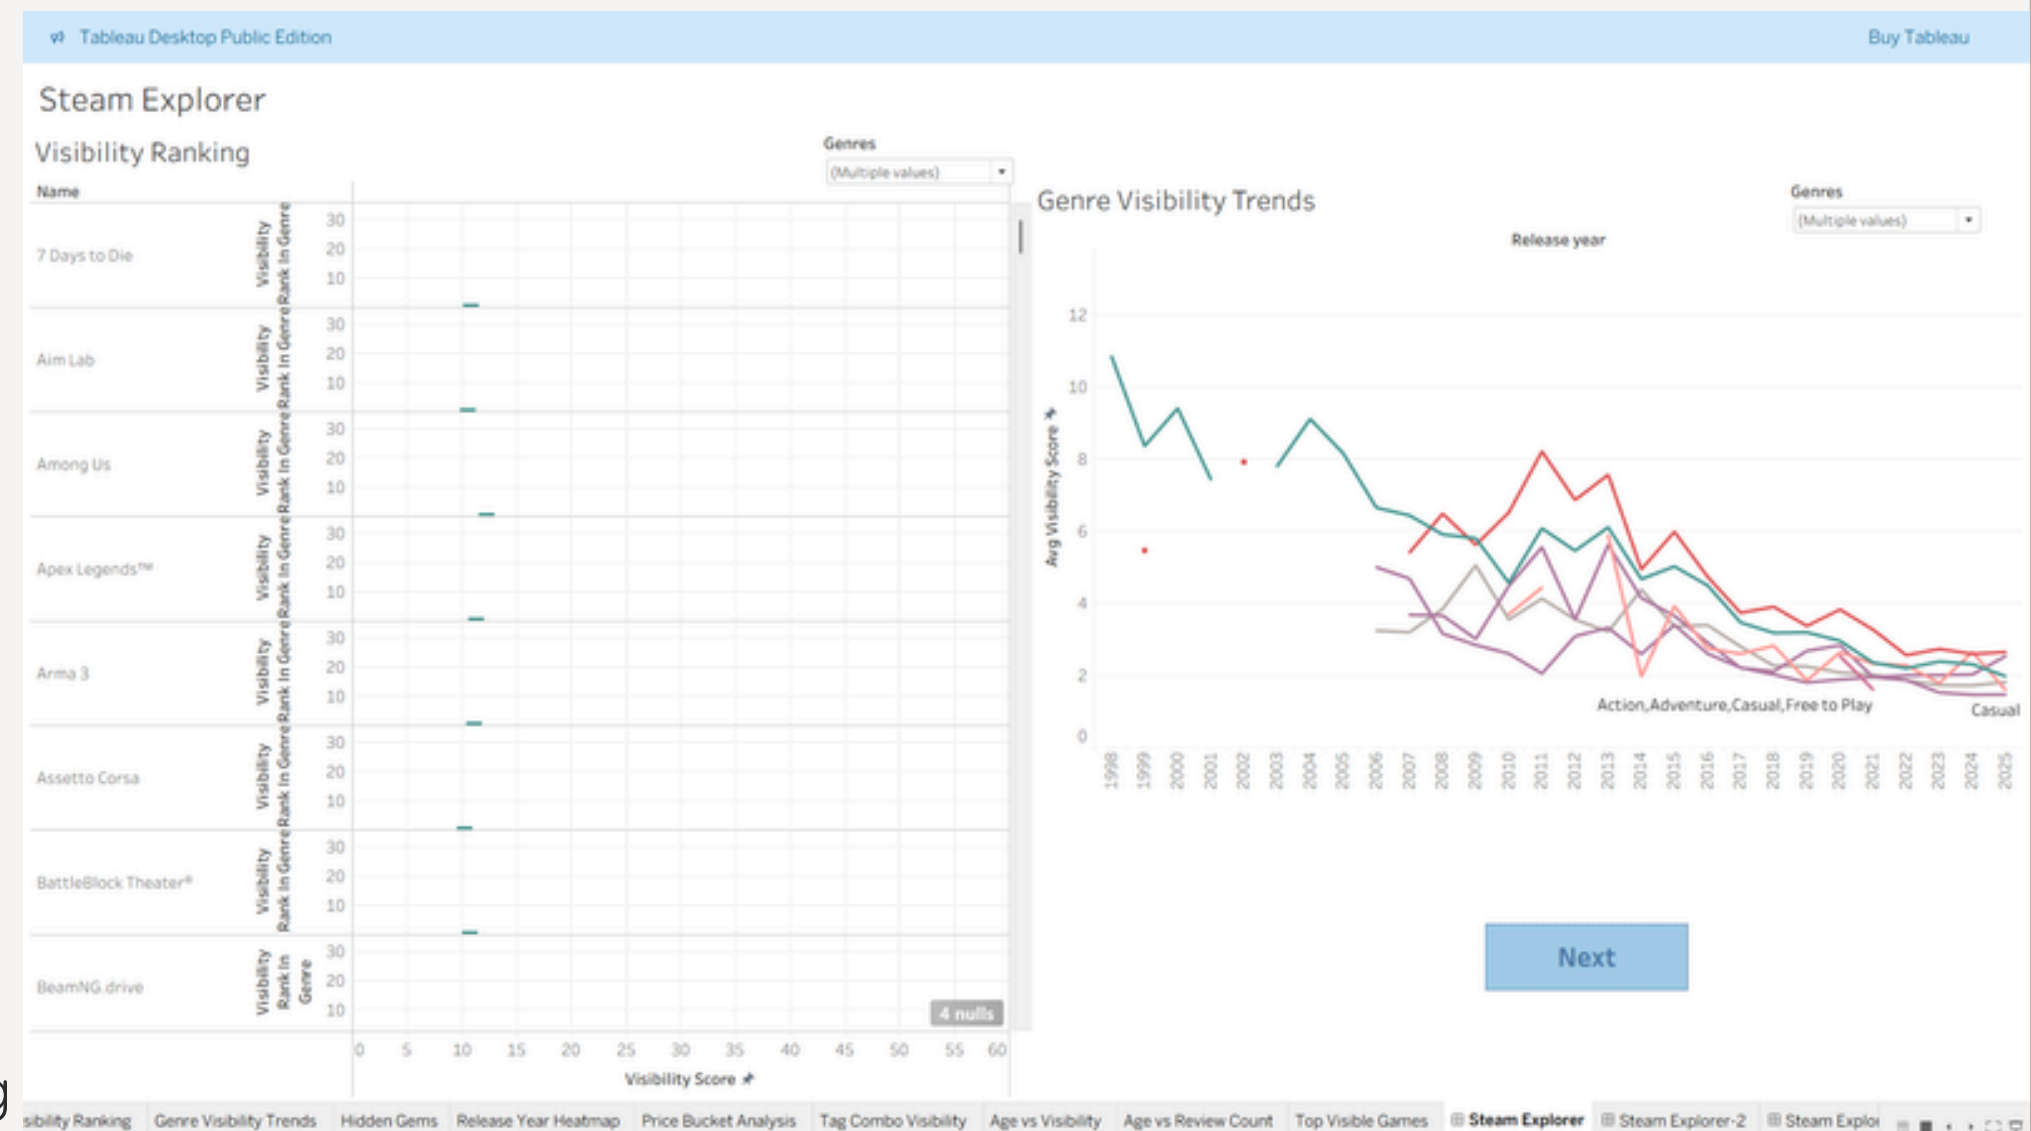 Tableau Desktop Public Edition
Buy Tableau
Steam Explorer
Visibility Ranking
Genres
(Multiple values)
Name
7 Days to Die
Visibility
Rank In Genre
30
20
10
Aim Lab
Visibility
Rank In Genre
30
20
10
Among Us
Visibility
Rank In Genre
30
20
10
Apex Legends™
Visibility
Rank In Genre
30
20
10
Arma 3
Visibility
Rank In Genre
30
20
10
Assetto Corsa
Visibility
Rank In Genre
30
20
10
BattleBlock Theater®
Visibility
Rank In Genre
30
20
10
BeamNG.drive
Visibility
Rank In
Genre
30
20
10
4 nulls
0 5 10 15 20 25 30 35 40 45 50 55 60
Visibility Score
Genre Visibility Trends
Genres
(Multiple values)
Release year
Avg Visibility Score
12
10
8
6
4
2
0
Action,Adventure,Casual,Free to Play
Casual
1998 1999 2000 2001 2002 2003 2004 2005 2006 2007 2008 2009 2010 2011 2012 2013 2014 2015 2016 2017 2018 2019 2020 2021 2022 2023 2024 2025
Next
g
sibility Ranking Genre Visibility Trends Hidden Gems Release Year Heatmap Price Bucket Analysis Tag Combo Visibility Age vs Visibility Age vs Review Count Top Visible Games Steam Explorer Steam Explorer-2 Steam Explo